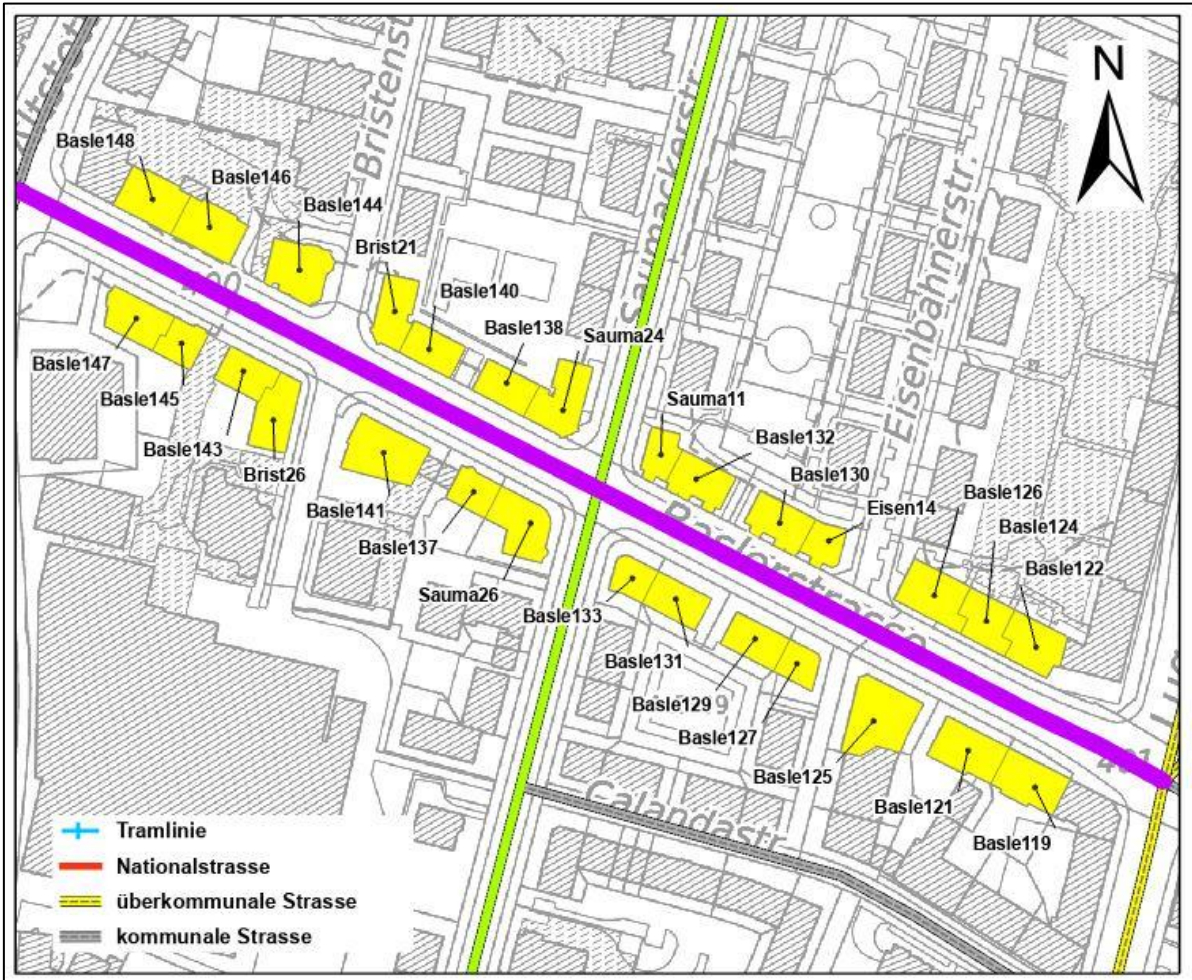 N
Bristenst
Saumackerstr.
Eisenbahnerstr.
Basle148
Basle146
Basle144
Brist21
Basle140
Basle138
Sauma24
400
Basle147
Basle145
Basle143
Brist26
Basle141
Basle137
Sauma26
Sauma11
Basle132
Basle130
Eisen14
Basle126
Basle124
Basle122
Baslerstrasse
Basle133
Basle131
Basle129
Basle127
Basle125
Basle121
Basle119
401
Calandastr.
Tramlinie
Nationalstrasse
überkommunale Strasse
kommunale Strasse